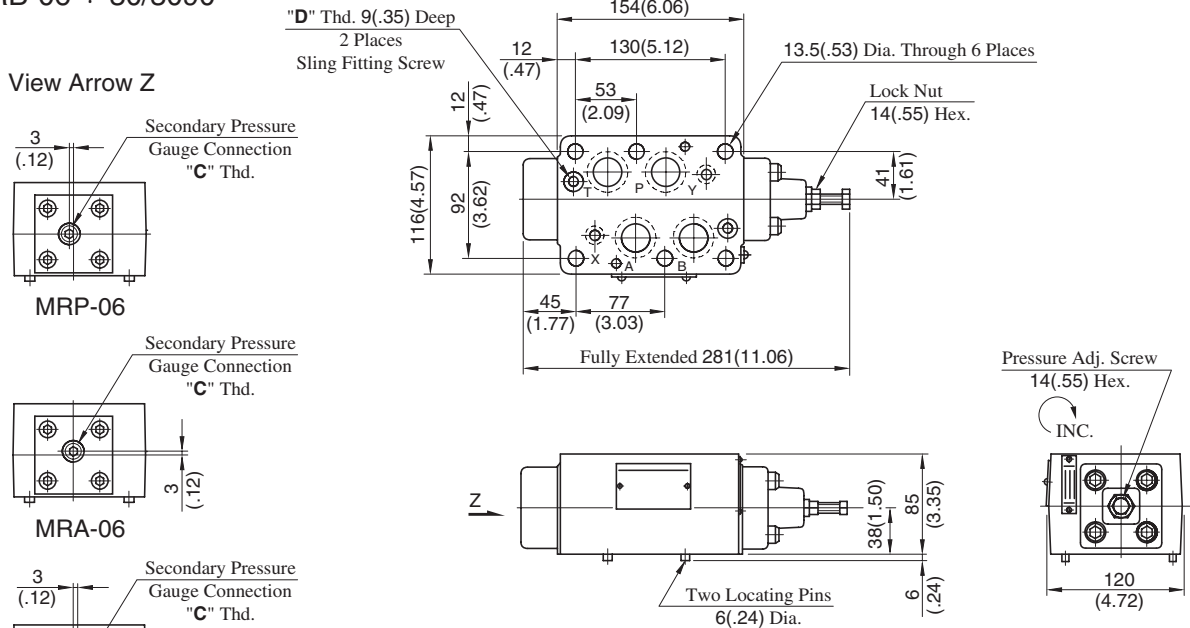 "D" Thd. 9(.35) Deep
2 Places
Sling Fitting Screw
154(6.06)
12
(.47)
130(5.12)
13.5(.53) Dia. Through 6 Places
53
(2.09)
Lock Nut
14(.55) Hex.
12
(.47)
116(4.57)
92
(3.62)
41
(1.61)
T
P
Y
X
A
B
45
(1.77)
77
(3.03)
Fully Extended 281(11.06)
View Arrow Z
3
(.12)
Secondary Pressure
Gauge Connection
"C" Thd.
MRP-06
Secondary Pressure
Gauge Connection
"C" Thd.
3
(.12)
MRA-06
3
(.12)
Secondary Pressure
Gauge Connection
"C" Thd.
Z
38(1.50)
85
(3.35)
6
(.24)
Two Locating Pins
6(.24) Dia.
Pressure Adj. Screw
14(.55) Hex.
INC.
120
(4.72)